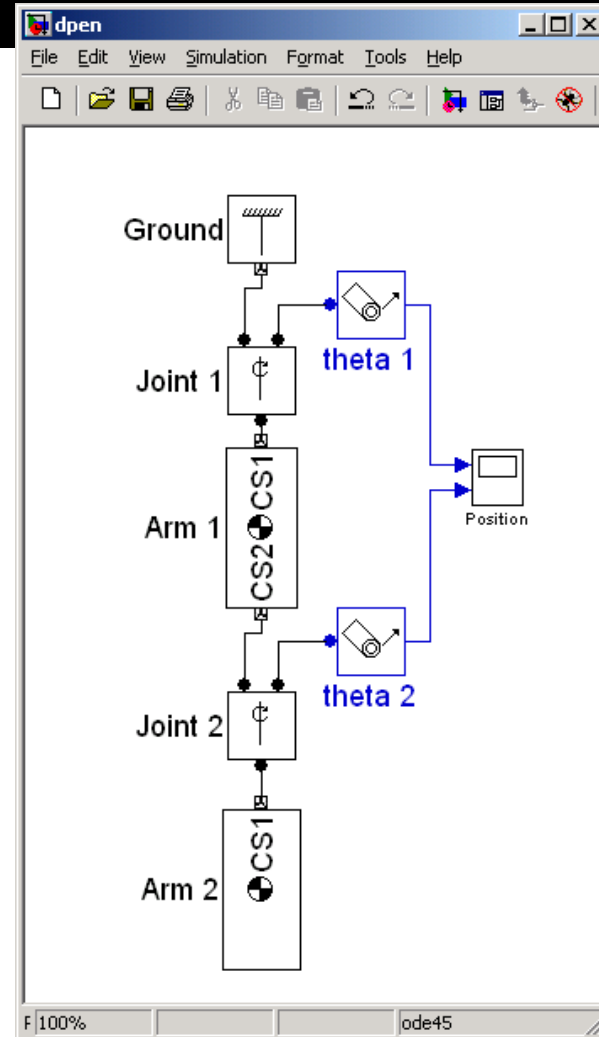 dpen
File Edit View Simulation Format Tools Help
Ground
theta 1
Joint 1
CS1
Arm 1
CS2
Position
theta 2
Joint 2
CS1
Arm 2
F 100% ode45